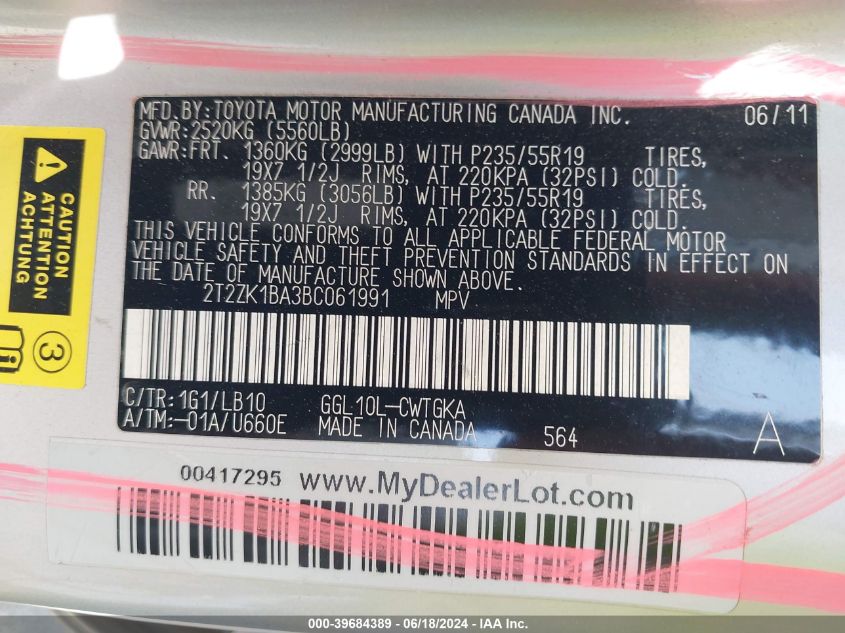 MFD.BY:TOYOTA MOTOR MANUFACTURING CANADA INC. 06/11
GVWR:2520KG (5560LB)
GAWR:FRT. 1360KG (2999LB) WITH P235/55R19 TIRES,
19X7 1/2J RIMS, AT 220KPA (32PSI) COLD.
RR. 1385KG (3056LB) WITH P235/55R19 TIRES,
19X7 1/2J RIMS, AT 220KPA (32PSI) COLD.
THIS VEHICLE CONFORMS TO ALL APPLICABLE FEDERAL MOTOR
VEHICLE SAFETY AND THEFT PREVENTION STANDARDS IN EFFECT ON
THE DATE OF MANUFACTURE SHOWN ABOVE.
2T2ZK1BA3BC061991 MPV
C/TR:1G1/LB10 GGL10L-CWTGKA
A/TM:-01A/U660E MADE IN CANADA 564 A
CAUTION
ATTENTION
ACHTUNG
3
00417295 www.MyDealerLot.com
000-39684389 - 06/18/2024 - IAA Inc.